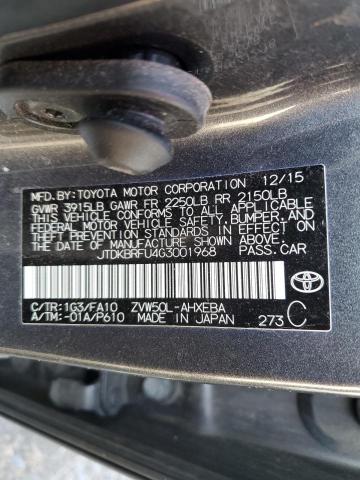 MFD.BY:TOYOTA MOTOR CORPORATION 12/15
GVWR 3915LB GAWR FR 2250LB RR 2150LB
THIS VEHICLE CONFORMS TO ALL APPLICABLE
FEDERAL MOTOR VEHICLE SAFETY,BUMPER,AND
THEFT PREVENTION STANDARDS IN EFFECT ON
THE DATE OF MANUFACTURE SHOWN ABOVE.
JTDKBRFU4G3001968 PASS.CAR
C/TR:1G3/FA10 ZVW50L-AHXEBA
A/TM:-01A/P610 MADE IN JAPAN 273 C